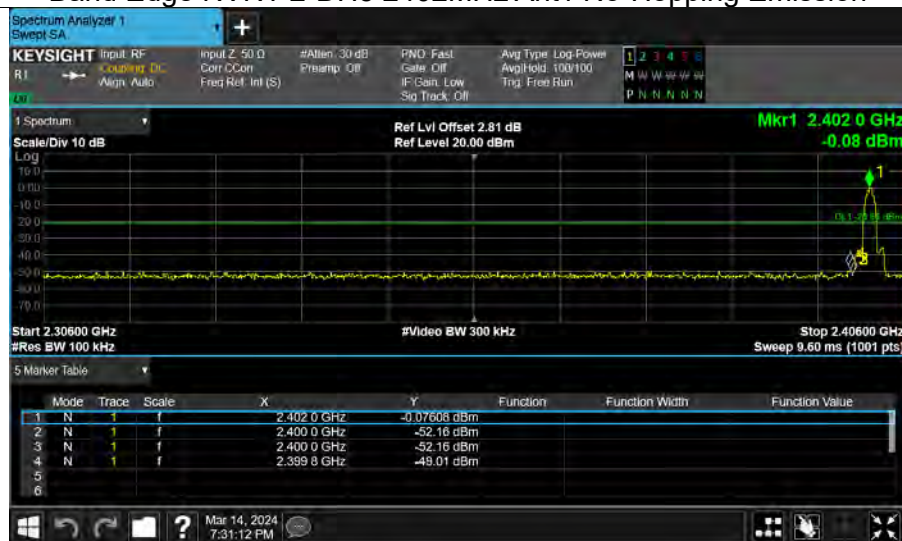 Spectrum Analyzer 1
Swept SA
+
KEYSIGHT Input: RF Input Z: 50 Ω #Atten: 30 dB PNO: Fast Avg Type: Log-Power 1 2 3 4 5 6
R L Coupling: DC Corr CCorr Preamp: Off Gate: Off Avg|Hold: 100/100 M W W W W W
Align: Auto Freq Ref: Int (S) IF Gain: Low Trig: Free Run
Sig Track: Off P N N N N N
1 Spectrum Ref Lvl Offset 2.81 dB Mkr1 2.402 0 GHz
Scale/Div 10 dB Ref Level 20.00 dBm -0.08 dBm
Log
10.0
0.00
-10.0
-20.0
-30.0
-40.0
-50.0
-60.0
-70.0
1
Start 2.30600 GHz #Video BW 300 kHz Stop 2.40600 GHz
#Res BW 100 kHz Sweep 9.60 ms (1001 pts)
5 Marker Table
Mode Trace Scale X Y Function Function Width Function Value
1 N 1 f 2.402 0 GHz -0.07608 dBm
2 N 1 f 2.400 0 GHz -52.16 dBm
3 N 1 f 2.400 0 GHz -52.16 dBm
4 N 1 f 2.399 8 GHz -49.01 dBm
5
6
? Mar 14, 2024
7:31:12 PM